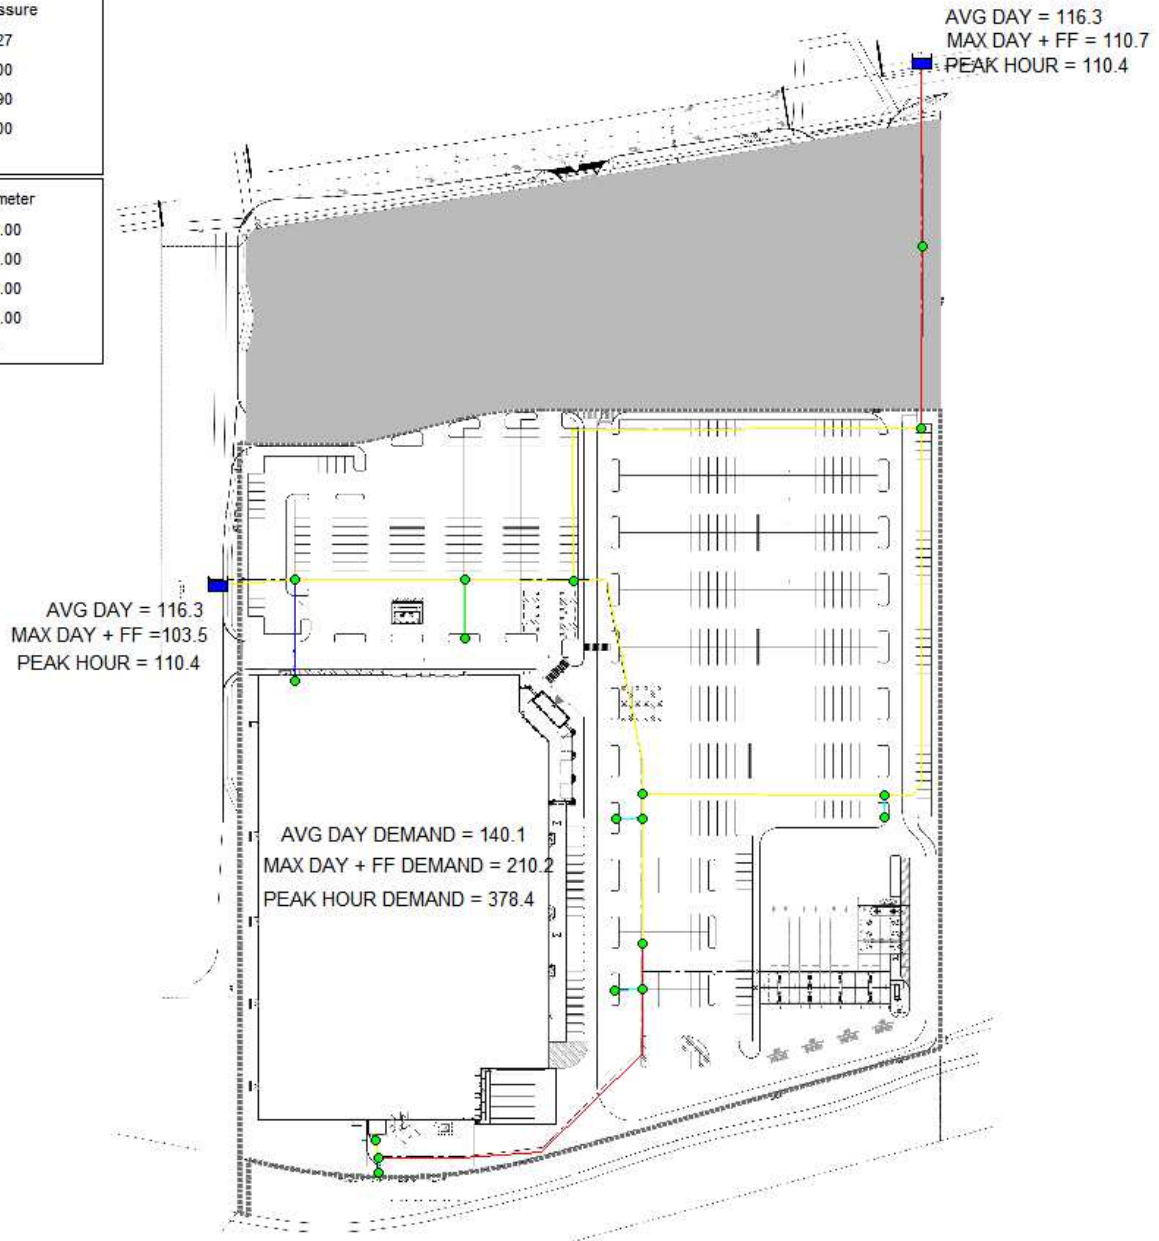 ssure
27
00
90
00
meter
.00
.00
.00
.00
AVG DAY = 116.3
MAX DAY + FF = 110.7
PEAK HOUR = 110.4
AVG DAY = 116.3
MAX DAY + FF =103.5
PEAK HOUR = 110.4
AVG DAY DEMAND = 140.1
MAX DAY + FF DEMAND = 210.2
PEAK HOUR DEMAND = 378.4